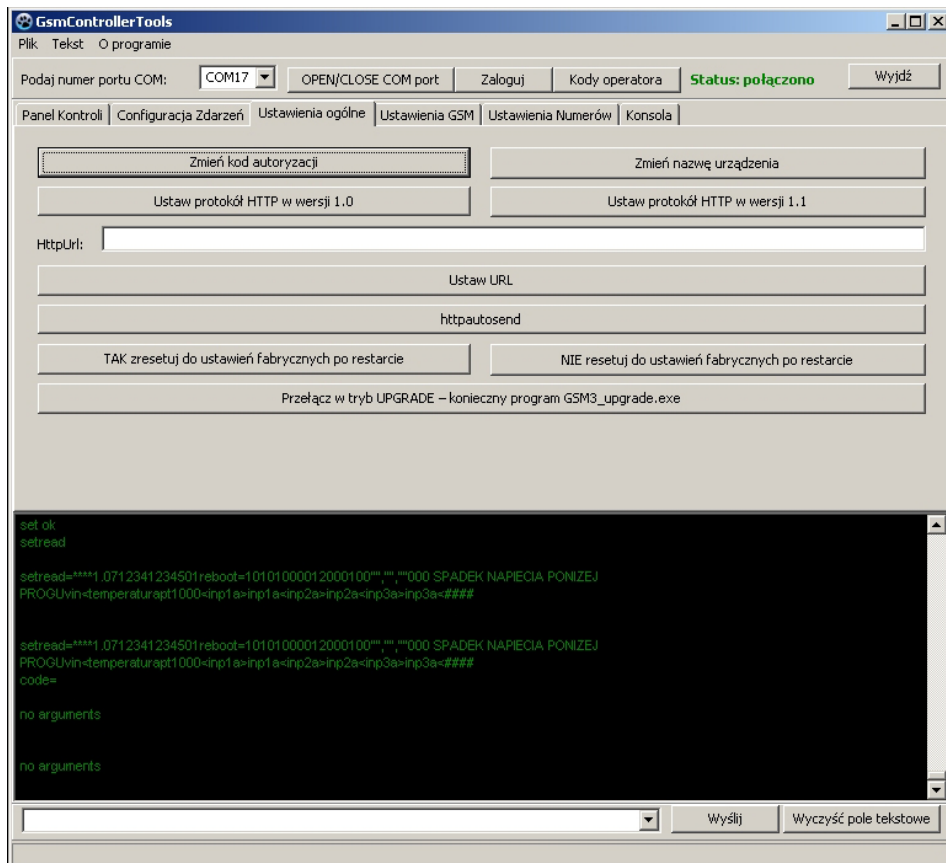 GsmControllerTools
Plik Tekst O programie
Podaj numer portu COM: COM17 OPEN/CLOSE COM port Zaloguj Kody operatora Status: połączono Wyjdź
Panel Kontroli Configuracja Zdarzeń Ustawienia ogólne Ustawienia GSM Ustawienia Numerów Konsola
Zmień kod autoryzacji Zmień nazwę urządzenia
Ustaw protokół HTTP w wersji 1.0 Ustaw protokół HTTP w wersji 1.1
HttpUrl:
Ustaw URL
httpautosend
TAK zresetuj do ustawień fabrycznych po restarcie NIE resetuj do ustawień fabrycznych po restarcie
Przełącz w tryb UPGRADE – konieczny program GSM3_upgrade.exe
set ok
setread
setread=****1.0712341234501reboot=10101000012000100"","",""000 SPADEK NAPIECIA PONIZEJ
PROGUvin<temperaturapt1000<inp1a>inp1a<inp2a>inp2a<inp3a>inp3a<####
setread=****1.0712341234501reboot=10101000012000100"","",""000 SPADEK NAPIECIA PONIZEJ
PROGUvin<temperaturapt1000<inp1a>inp1a<inp2a>inp2a<inp3a>inp3a<####
code=
no arguments
no arguments
Wyślij Wyczyść pole tekstowe